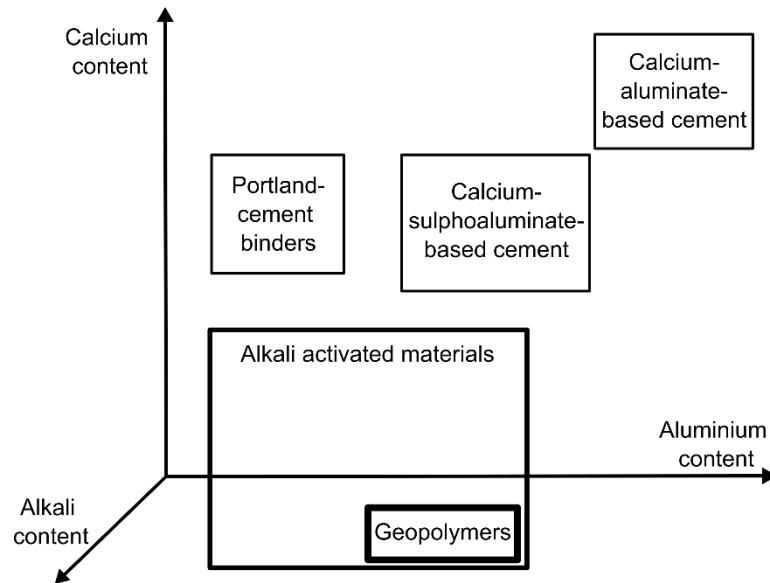 Calcium
content
Calcium-
aluminate-
based cement
Portland-
cement
binders
Calcium-
sulphoaluminate-
based cement
Alkali activated materials
Aluminium
content
Alkali
content
Geopolymers